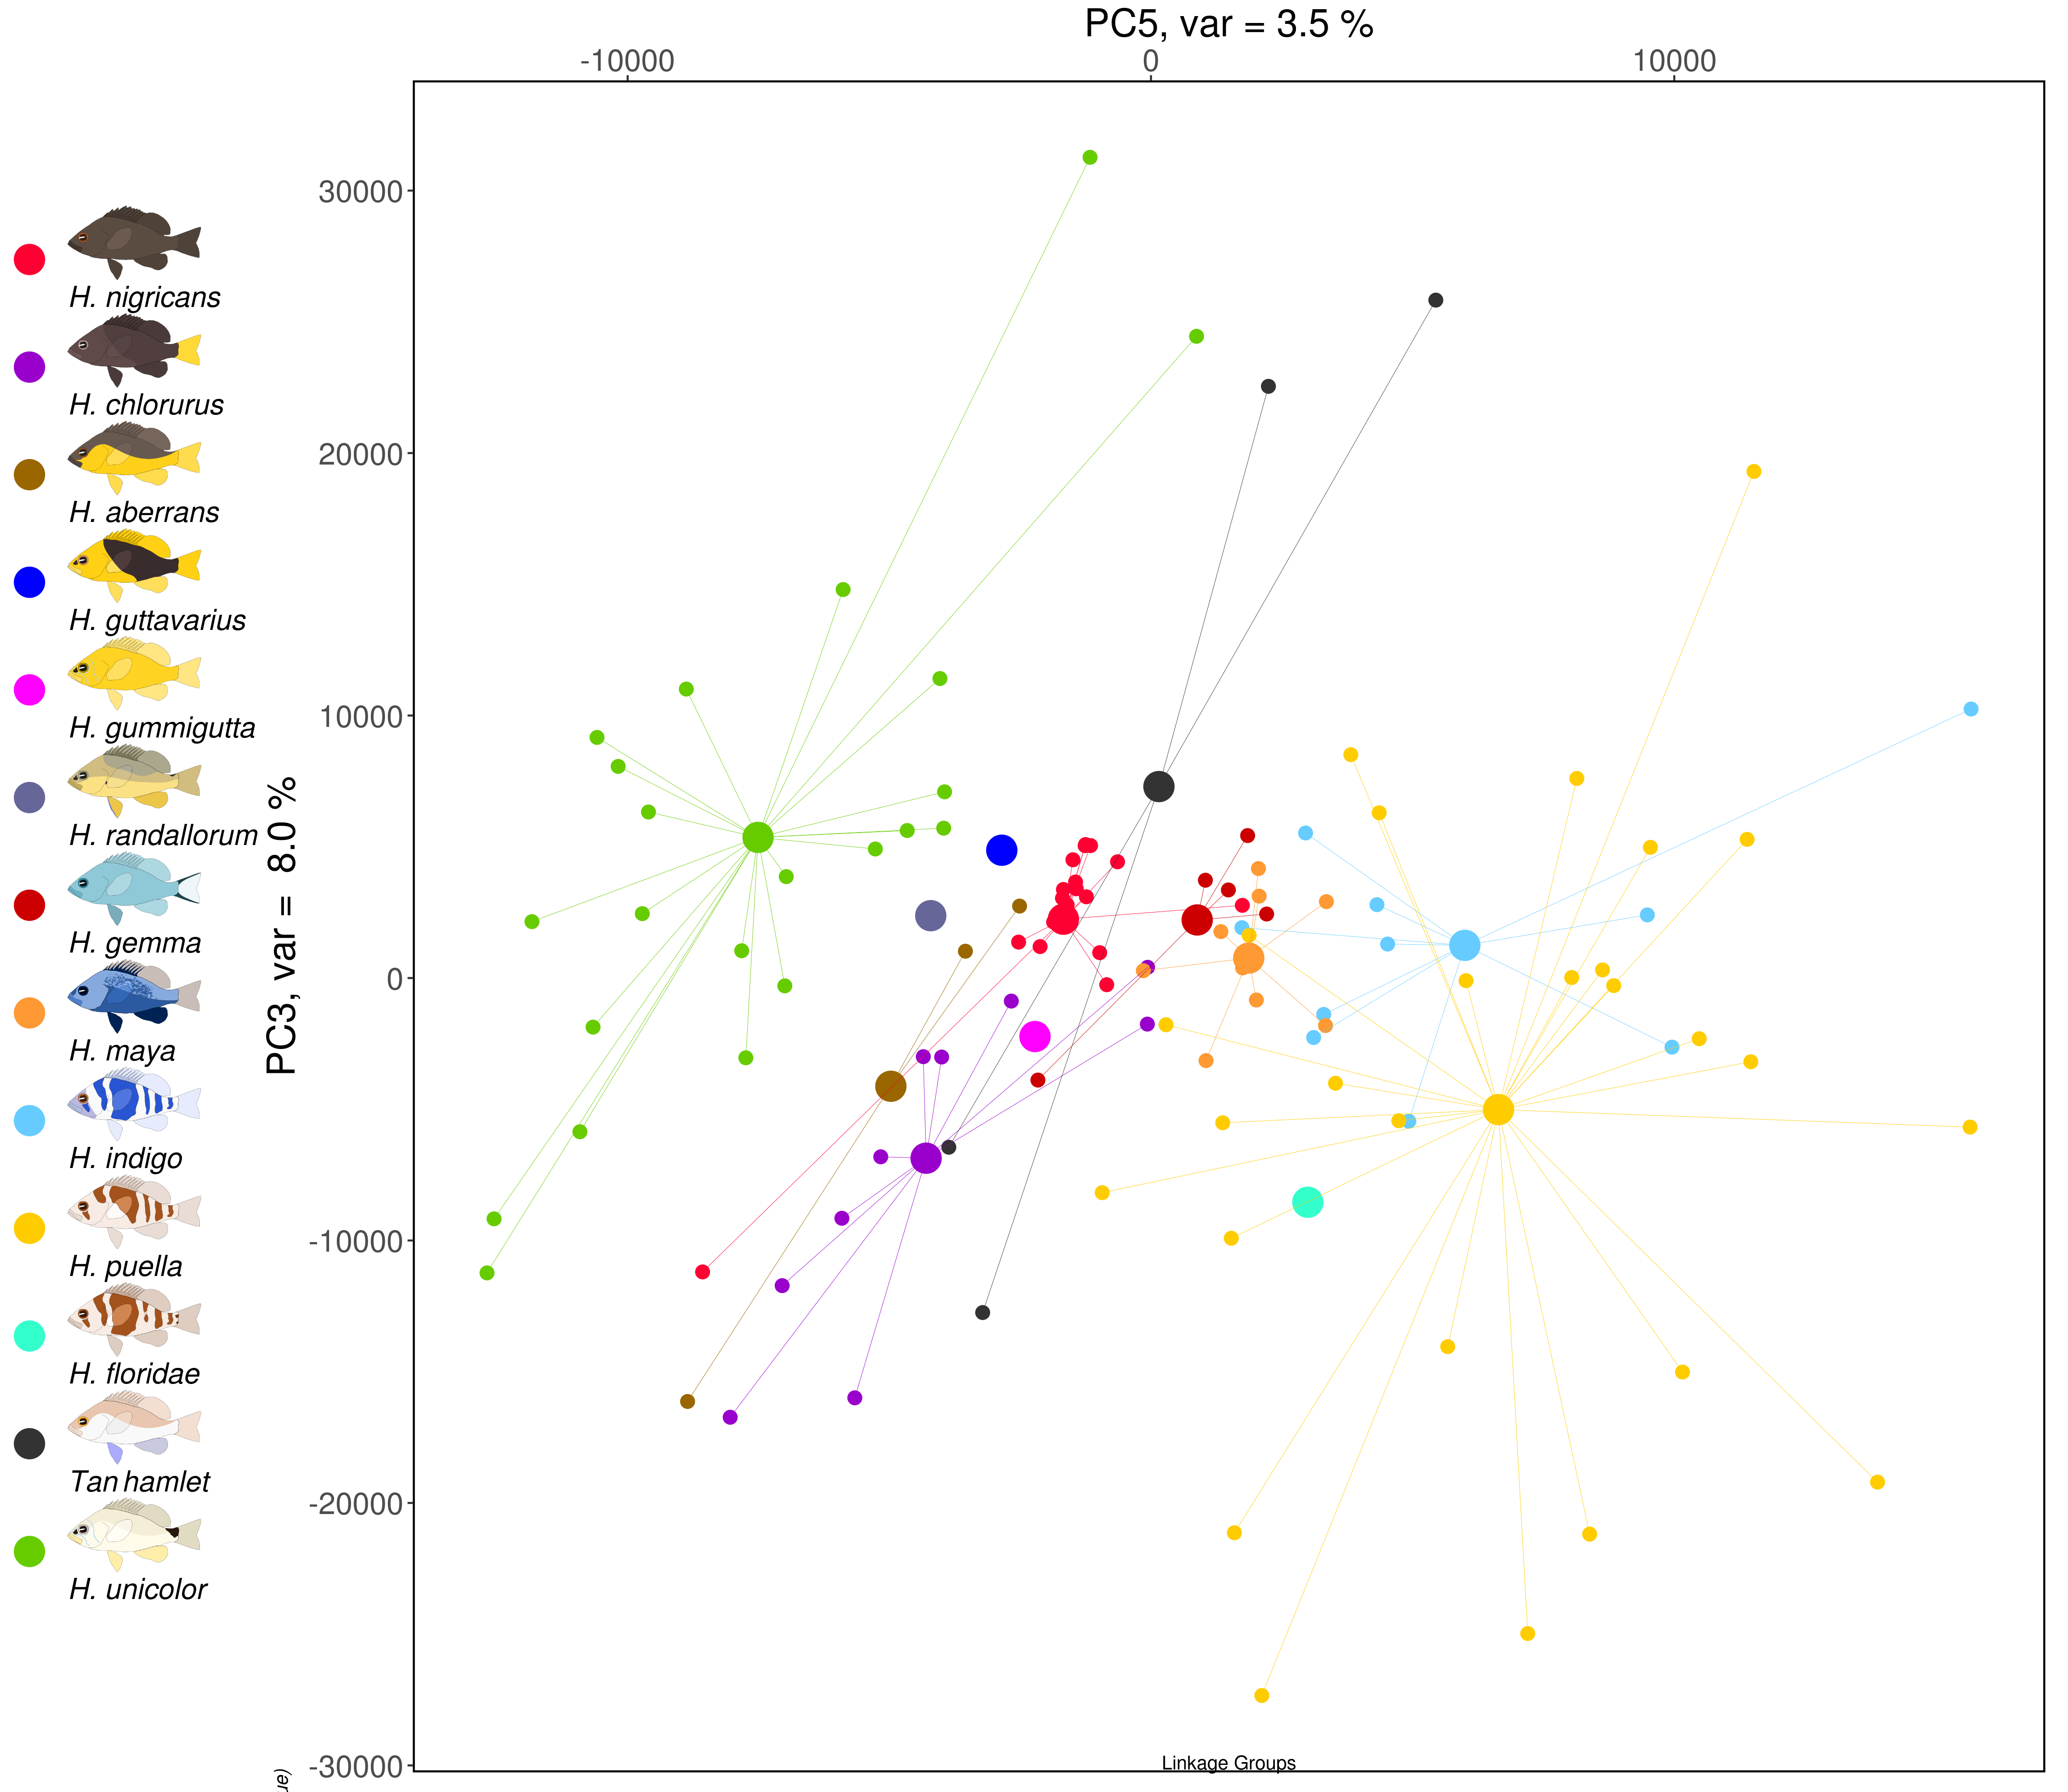 PC5, var = 3.5 %
-10000 0 10000
30000
20000
10000
0
-10000
-20000
-30000
PC3, var = 8.0 %
H. nigricans
H. chlorurus
H. aberrans
H. guttavarius
H. gummigutta
H. randallorum
H. gemma
H. maya
H. indigo
H. puella
H. floridae
Tan hamlet
H. unicolor
Linkage Groups